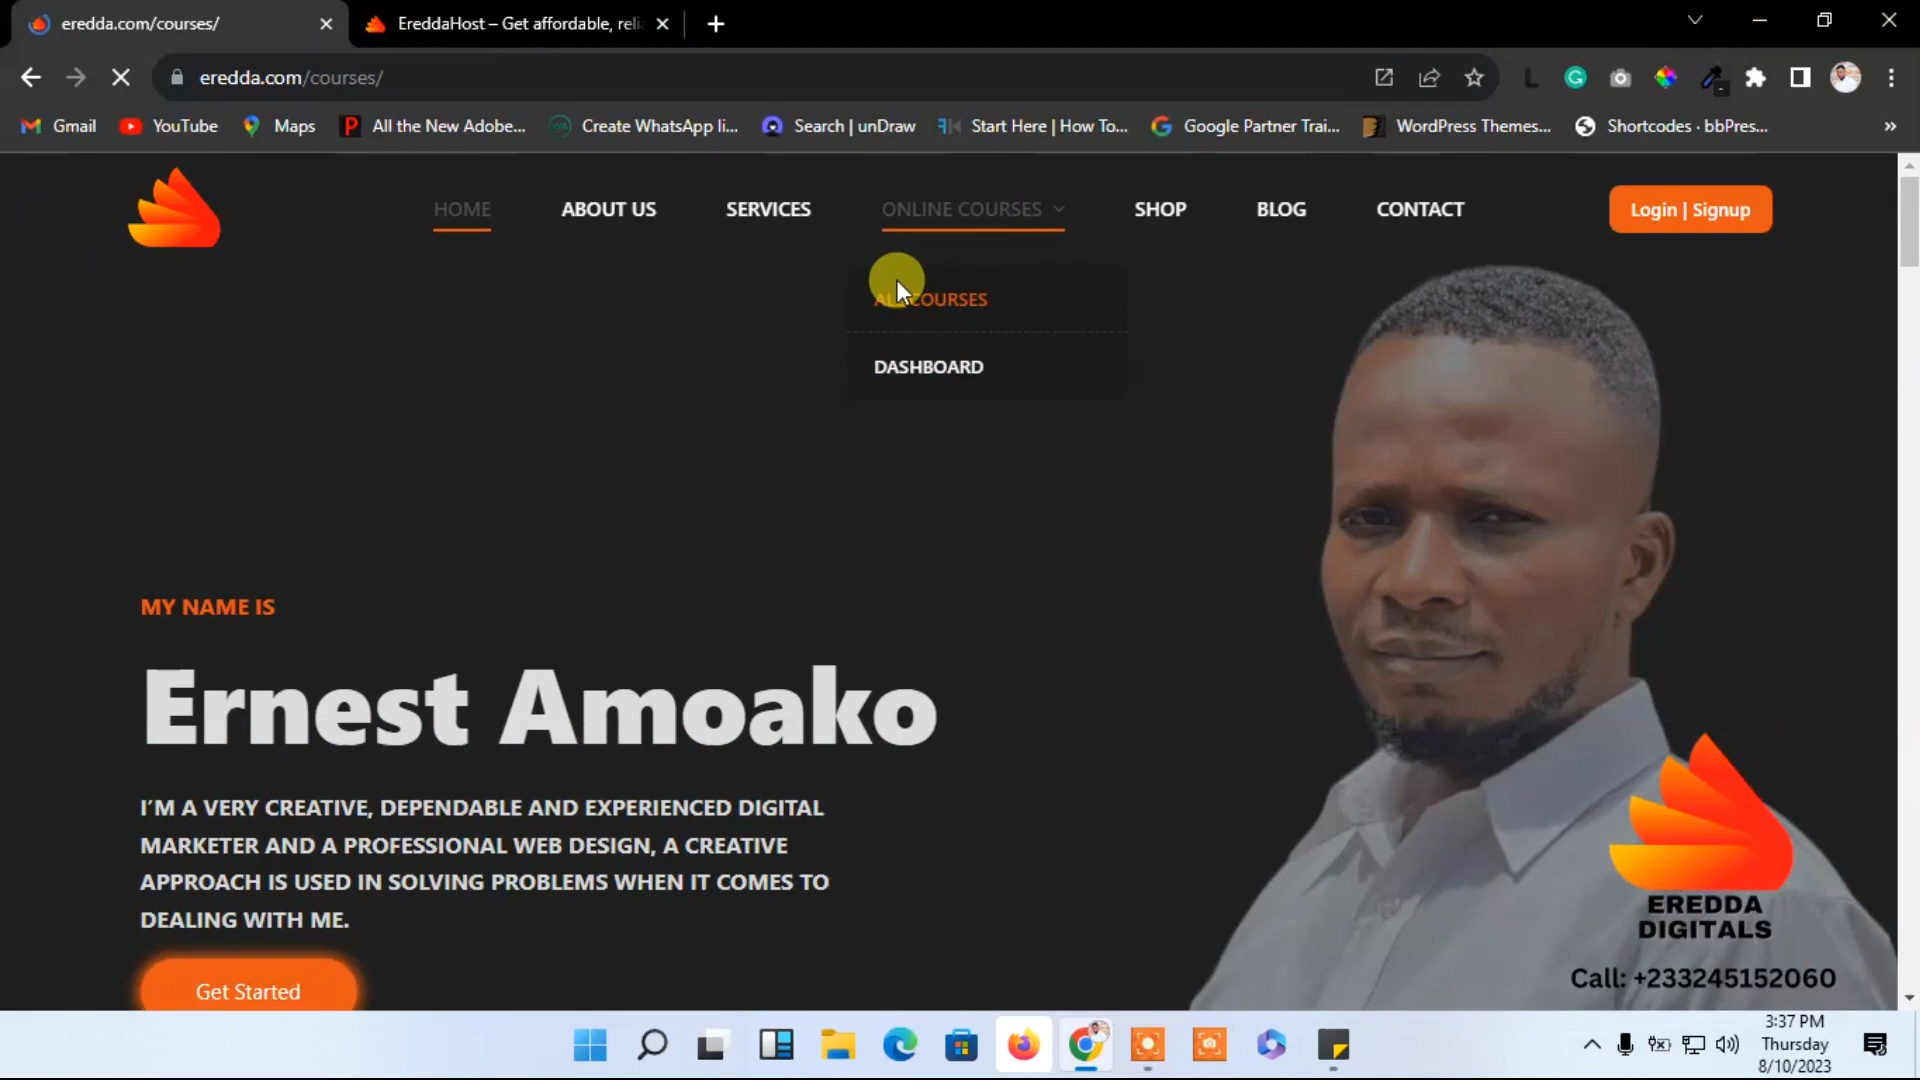 eredda.com/courses/
EreddaHost – Get affordable, reli
eredda.com/courses/
Gmail
YouTube
Maps
All the New Adobe...
Create WhatsApp li...
Search | unDraw
Start Here | How To...
Google Partner Trai...
WordPress Themes...
Shortcodes · bbPres...
»
HOME
ABOUT US
SERVICES
ONLINE COURSES
SHOP
BLOG
CONTACT
Login | Signup
ALL COURSES
DASHBOARD
MY NAME IS
Ernest Amoako
I'M A VERY CREATIVE, DEPENDABLE AND EXPERIENCED DIGITAL
MARKETER AND A PROFESSIONAL WEB DESIGN, A CREATIVE
APPROACH IS USED IN SOLVING PROBLEMS WHEN IT COMES TO
DEALING WITH ME.
Get Started
EREDDA
DIGITALS
Call: +233245152060
3:37 PM
Thursday
8/10/2023